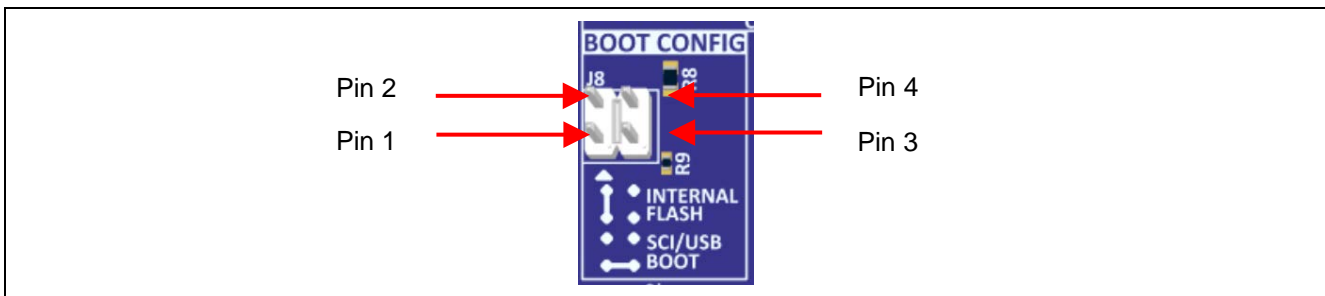 BOOT CONFIG
J8
R8
Pin 2
Pin 4
Pin 1
Pin 3
R9
INTERNAL
FLASH
SCI/USB
BOOT